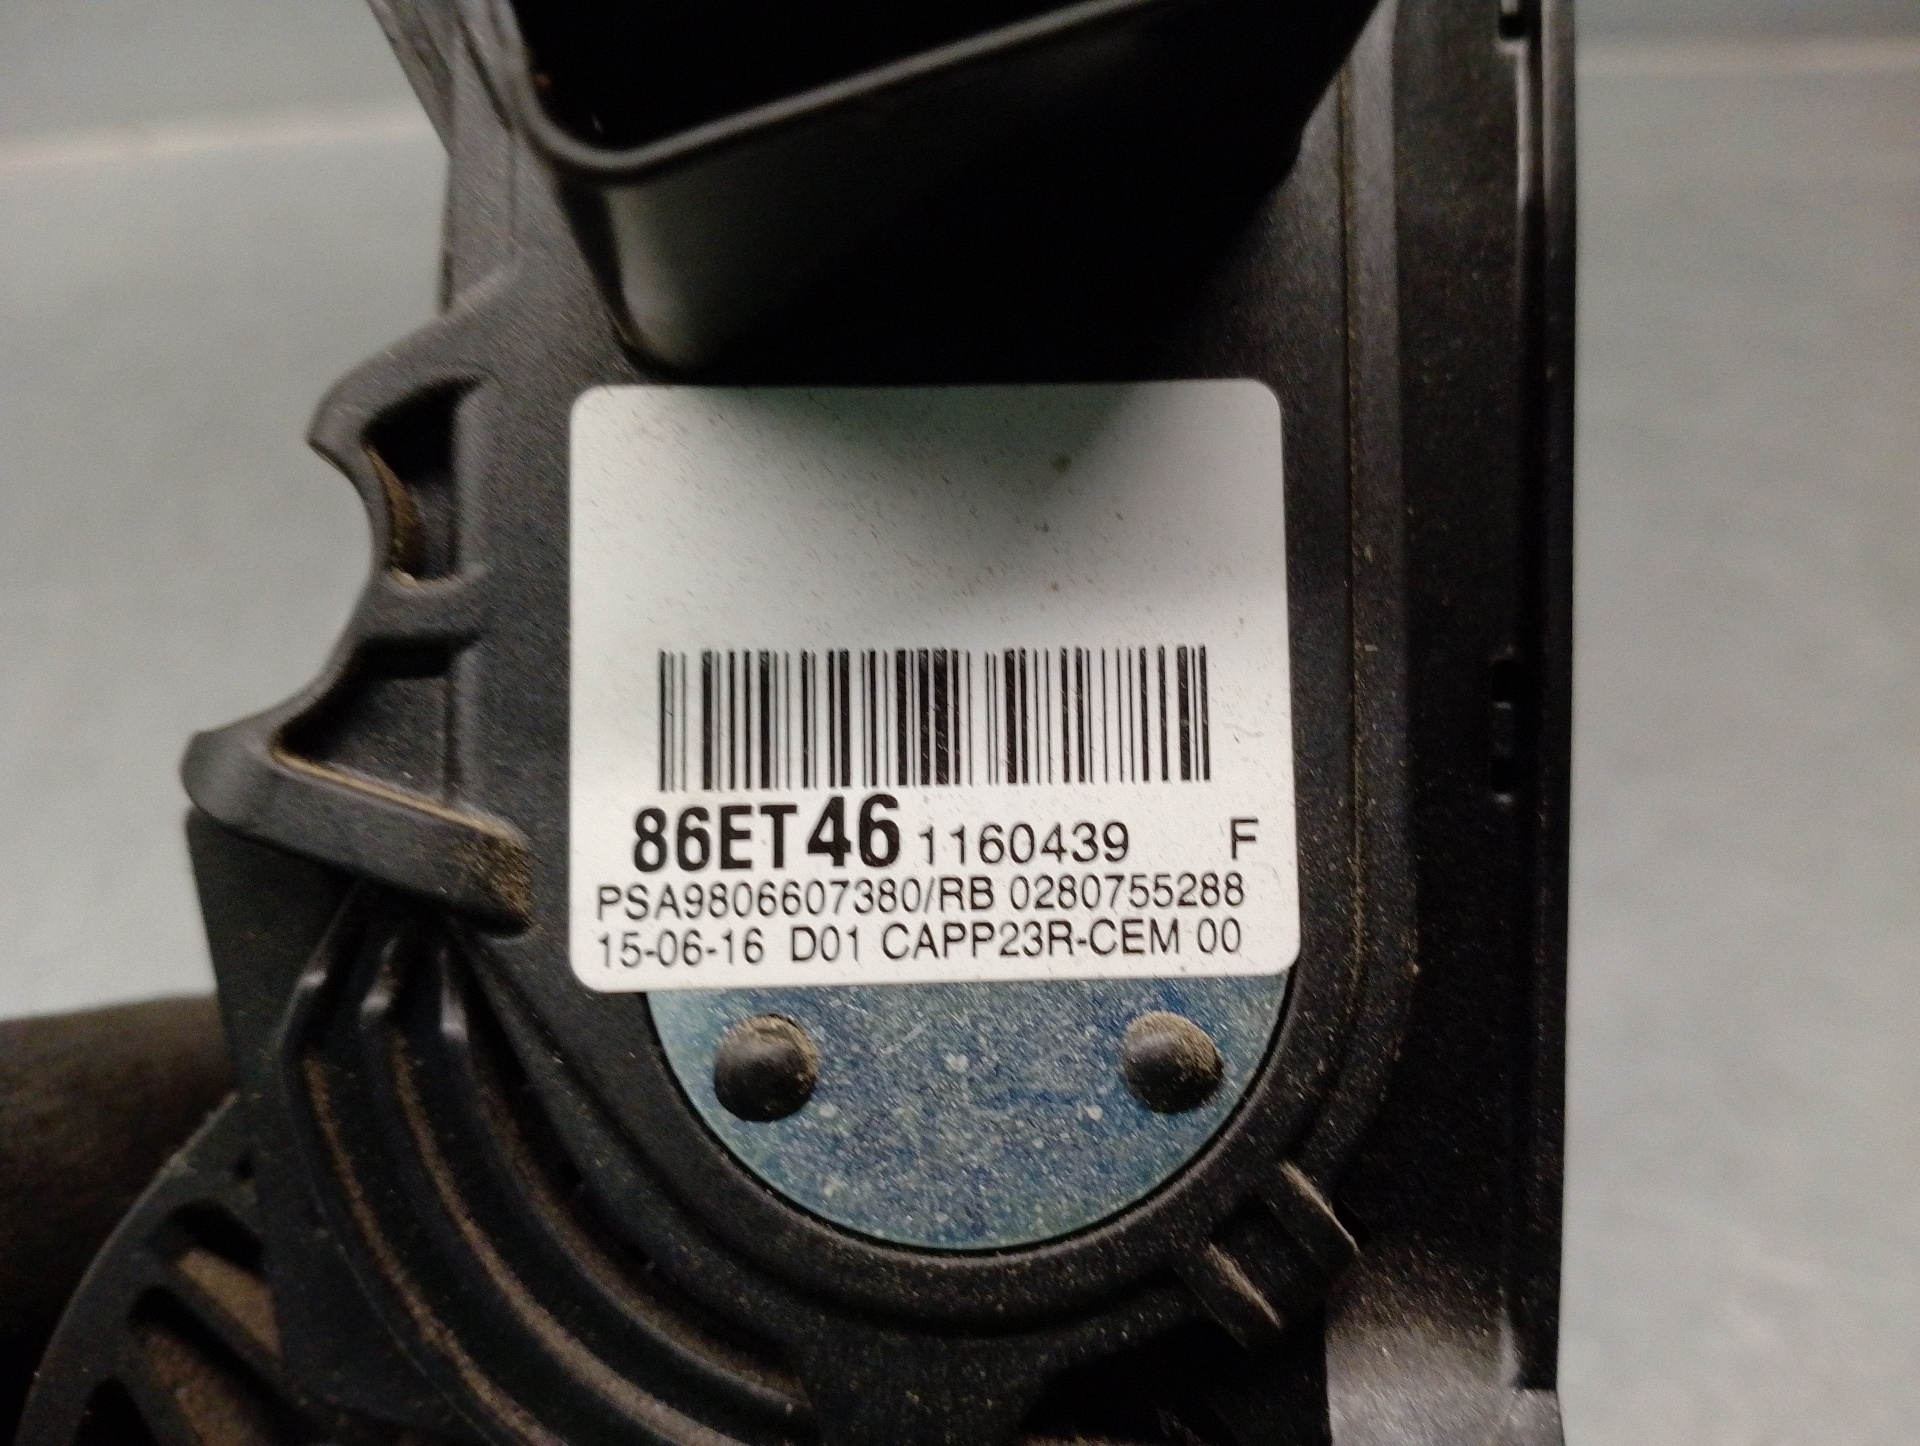 86ET46 1160439 F
PSA9806607380/RB 0280755288
15-06-16 D01 CAPP23R-CEM 00